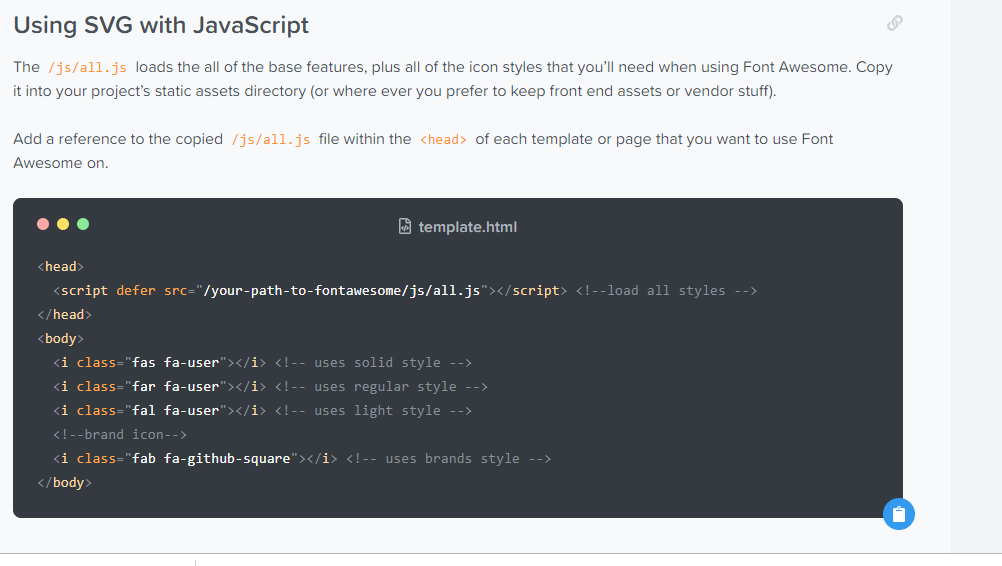 Using SVG with JavaScript
The /js/all.js loads the all of the base features, plus all of the icon styles that you'll need when using Font Awesome. Copy
it into your project's static assets directory (or where ever you prefer to keep front end assets or vendor stuff).
Add a reference to the copied /js/all.js file within the <head> of each template or page that you want to use Font
Awesome on.
template.html
<head>
<script defer src="/your-path-to-fontawesome/js/all.js"></script> <!--load all styles -->
</head>
<body>
<i class="fas fa-user"></i> <!-- uses solid style -->
<i class="far fa-user"></i> <!-- uses regular style -->
<i class="fal fa-user"></i> <!-- uses light style -->
<!--brand icon-->
<i class="fab fa-github-square"></i> <!-- uses brands style -->
</body>